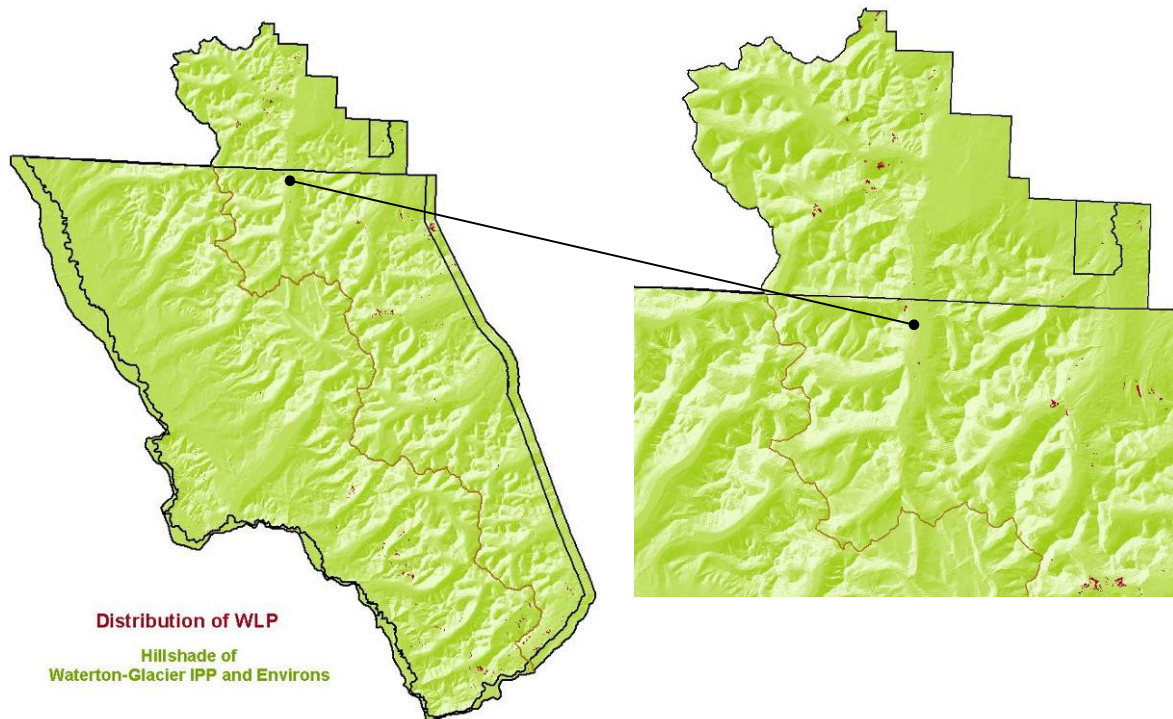 Distribution of WLP
Hillshade of
Waterton-Glacier IPP and Environs